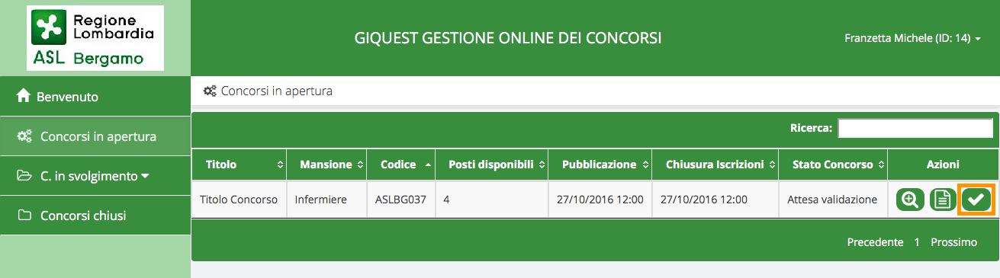 Regione
Lombardia
ASL Bergamo
GIQUEST GESTIONE ONLINE DEI CONCORSI
Franzetta Michele (ID: 14)
Benvenuto
Concorsi in apertura
C. in svolgimento
Concorsi chiusi
Concorsi in apertura
Ricerca:
Titolo Mansione Codice Posti disponibili Pubblicazione Chiusura Iscrizioni Stato Concorso Azioni
Titolo Concorso Infermiere ASLBG037 4 27/10/2016 12:00 27/10/2016 12:00 Attesa validazione
Precedente 1 Prossimo